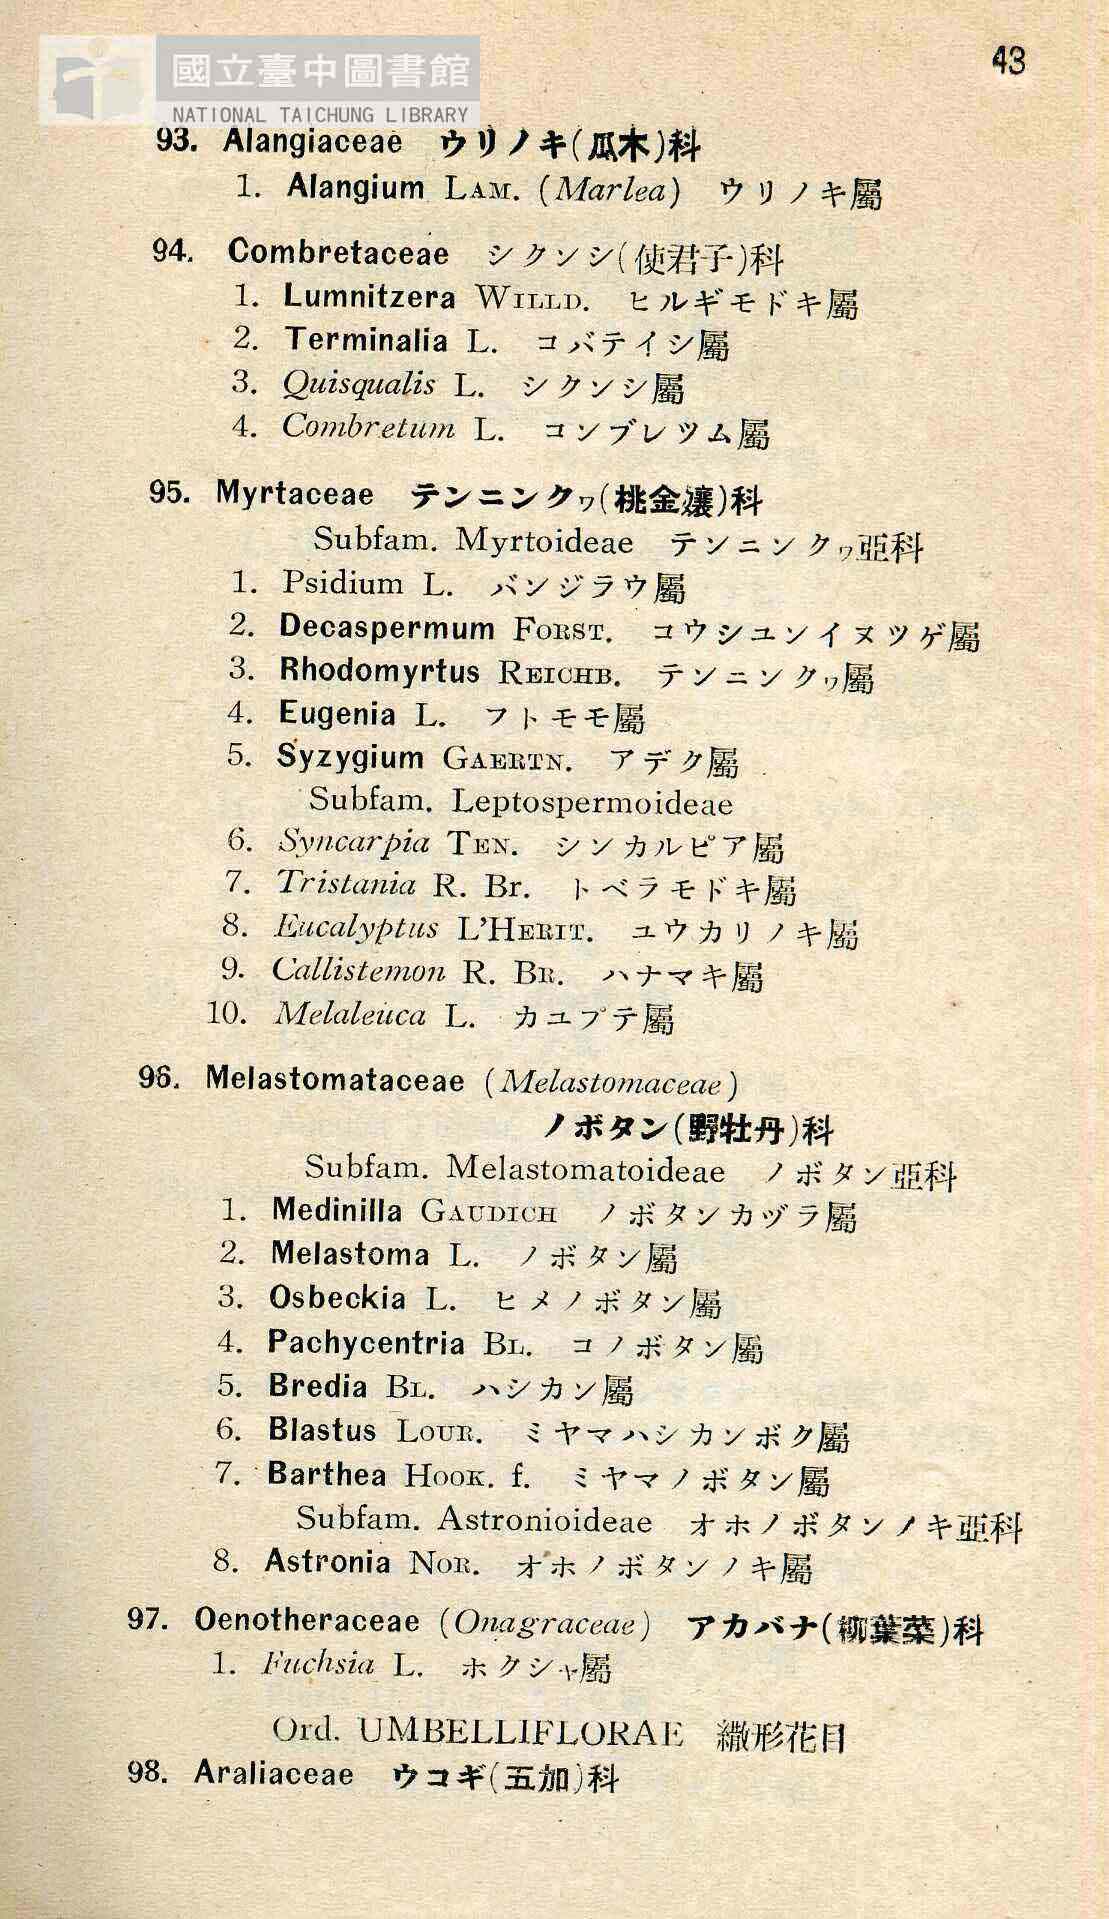 國立臺中圖書館
NATIONAL TAICHUNG LIBRARY
43
93. Alangiaceae ウリノキ(瓜木)科
1. Alangium LAM. (Marlea) ウリノキ屬
94. Combretaceae シクンシ(使君子)科
1. Lumnitzera WILLD. ヒルギモドキ屬
2. Terminalia L. コバテイシ屬
3. Quisqualis L. シクンシ屬
4. Combretum L. コンブレツム屬
95. Myrtaceae テンニンクヮ(桃金孃)科
Subfam. Myrtoideae テンニンクヮ亞科
1. Psidium L. バンジラウ屬
2. Decaspermum FORST. コウシユンイヌツゲ屬
3. Rhodomyrtus REICHB. テンニンクヮ屬
4. Eugenia L. フトモモ屬
5. Syzygium GAERTN. アデク屬
Subfam. Leptospermoideae
6. Syncarpia TEN. シンカルピア屬
7. Tristania R. Br. トベラモドキ屬
8. Eucalyptus L'HERIT. ユウカリノキ屬
9. Callistemon R. BR. ハナマキ屬
10. Melaleuca L. カユプテ屬
96. Melastomataceae (Melastomaceae)
ノボタン(野牡丹)科
Subfam. Melastomatoideae ノボタン亞科
1. Medinilla GAUDICH ノボタンカヅラ屬
2. Melastoma L. ノボタン屬
3. Osbeckia L. ヒメノボタン屬
4. Pachycentria BL. コノボタン屬
5. Bredia BL. ハシカン屬
6. Blastus LOUR. ミヤマハシカンボク屬
7. Barthea HOOK. f. ミヤマノボタン屬
Subfam. Astronioideae オホノボタンノキ亞科
8. Astronia NOR. オホノボタンノキ屬
97. Oenotheraceae (Onagraceae) アカバナ(柳葉菜)科
1. Fuchsia L. ホクシャ屬
Ord. UMBELLIFLORAE 繖形花目
98. Araliaceae ウコギ(五加)科